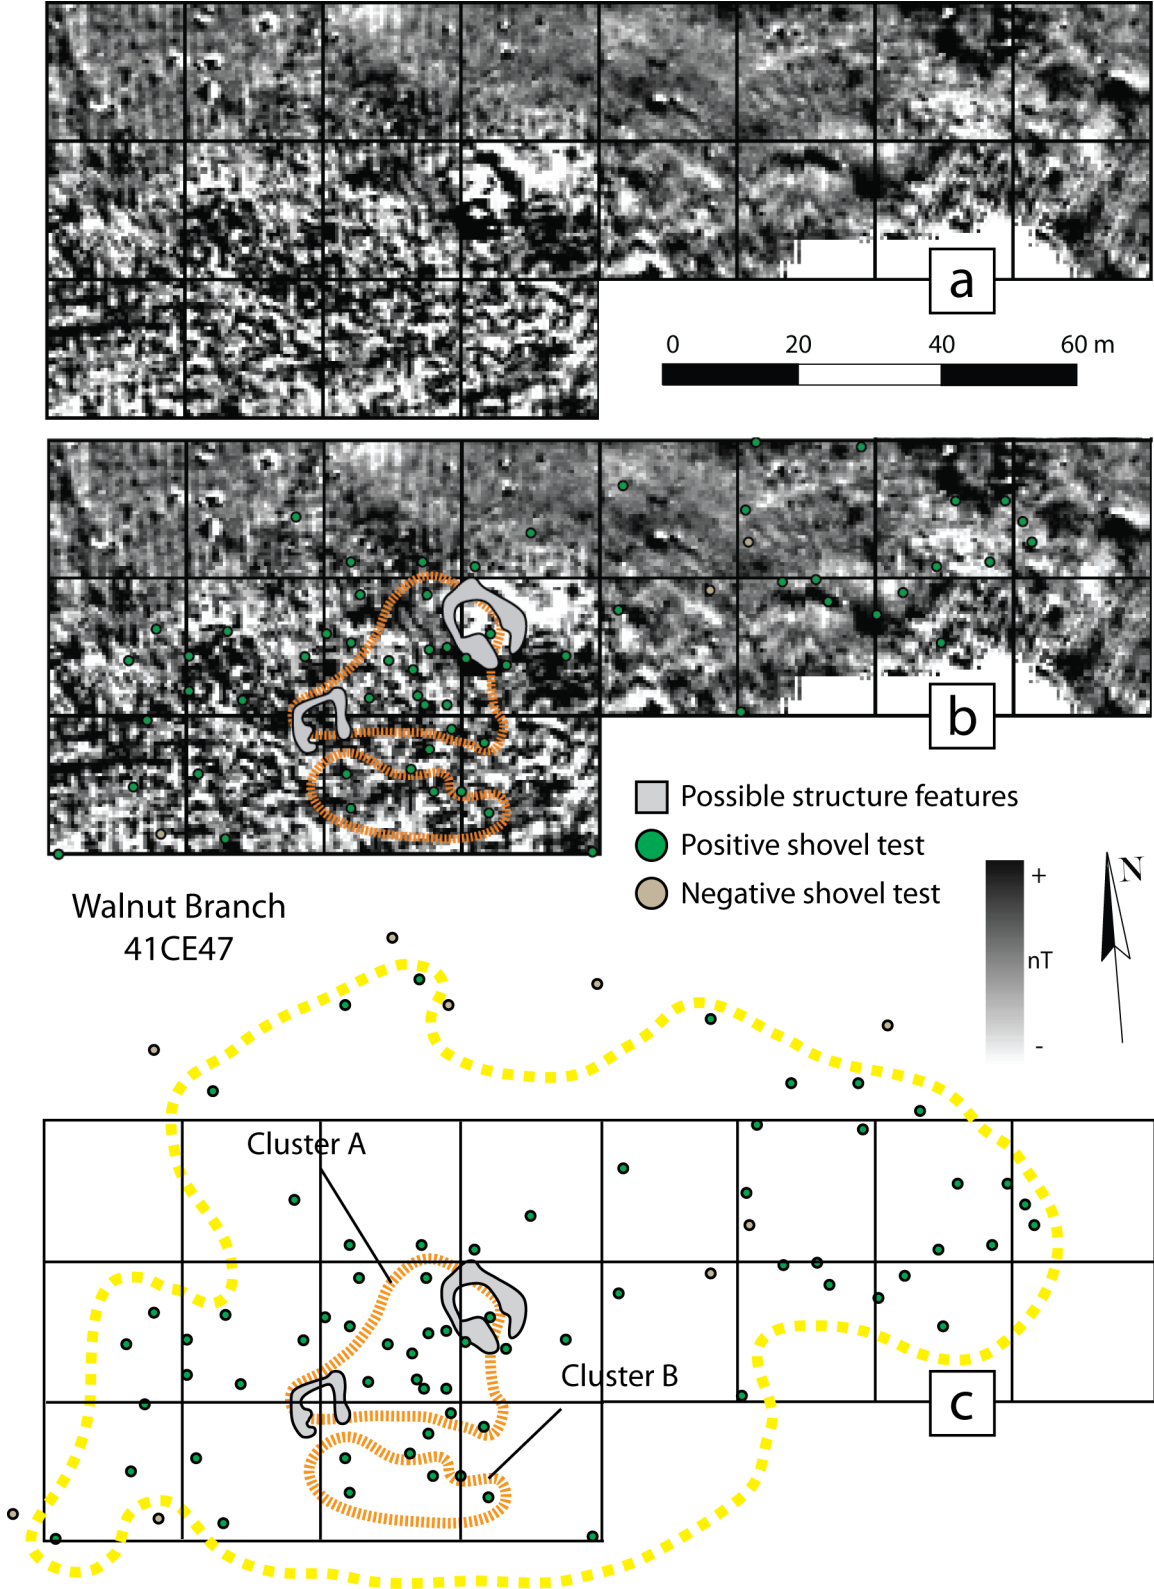 a
0 20 40 60 m
b
Possible structure features
Positive shovel test
Negative shovel test
Walnut Branch
41CE47
+
nT
-
N
Cluster A
Cluster B
c